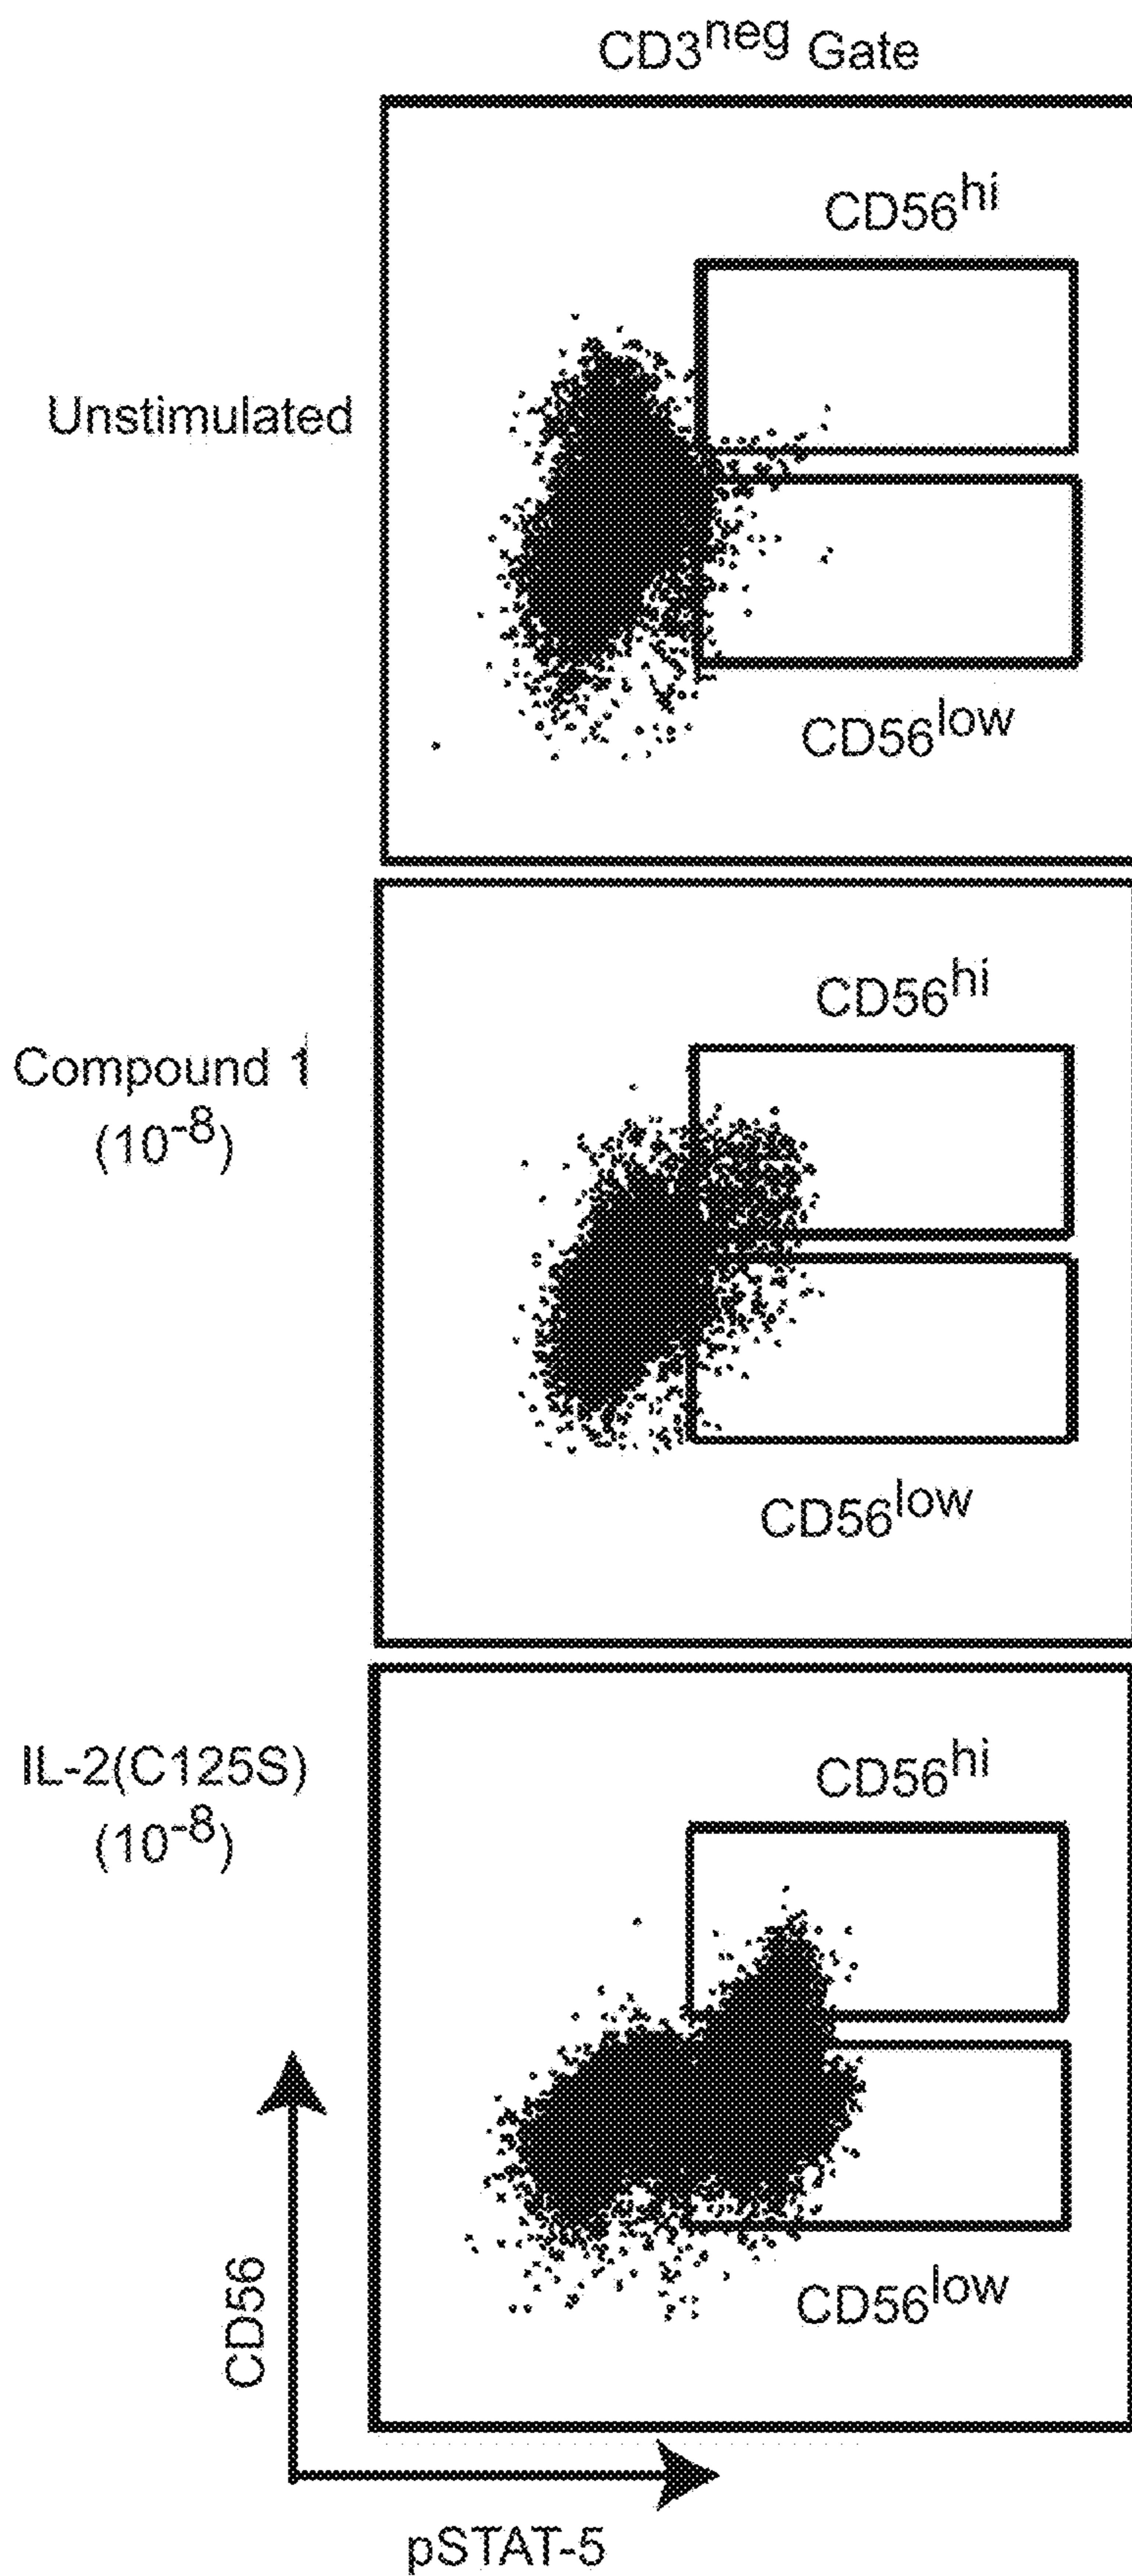 CD3neg Gate
CD56hi
Unstimulated
CD56low
CD56hi
Compound 1
(10-8)
CD56low
CD56hi
IL-2(C125S)
(10-8)
CD56low
CD56
pSTAT-5